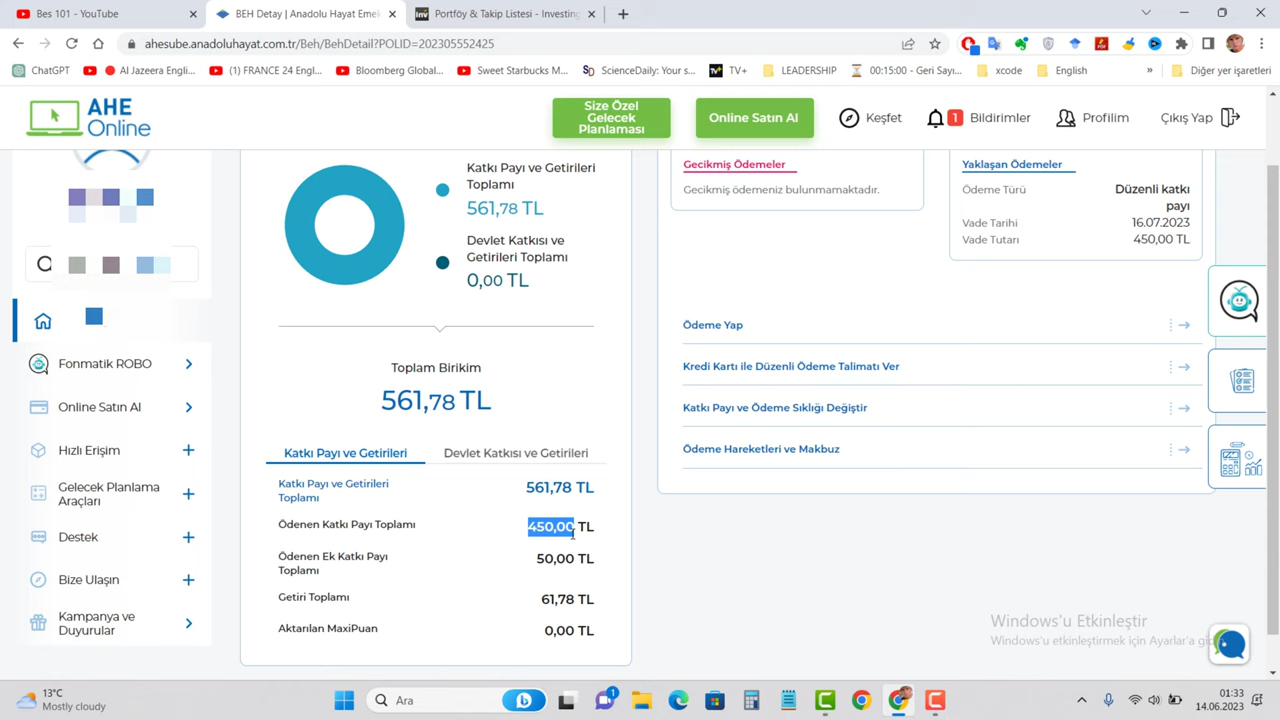 Bes 101 - YouTube
BEH Detay | Anadolu Hayat Emek
Portföy & Takip Listesi - Investing
ahesube.anadoluhayat.com.tr/Beh/BehDetail?POLID=202305552425
ChatGPT
Al Jazeera Engli...
(1) FRANCE 24 Engl...
Bloomberg Global...
Sweet Starbucks M...
ScienceDaily: Your s...
TV+
LEADERSHIP
00:15:00 - Geri Sayı...
xcode
English
»
Diğer yer işaretleri
AHE
Online
Size Özel
Gelecek
Planlaması
Online Satın Al
Keşfet
1
Bildirimler
Profilim
Çıkış Yap
Fonmatik ROBO
Online Satın Al
Hızlı Erişim
Gelecek Planlama
Araçları
Destek
Bize Ulaşın
Kampanya ve
Duyurular
Katkı Payı ve Getirileri
Toplamı
561,78 TL
Devlet Katkısı ve
Getirileri Toplamı
0,00 TL
Toplam Birikim
561,78 TL
Katkı Payı ve Getirileri
Devlet Katkısı ve Getirileri
Katkı Payı ve Getirileri
Toplamı
561,78 TL
Ödenen Katkı Payı Toplamı
450,00 TL
Ödenen Ek Katkı Payı
Toplamı
50,00 TL
Getiri Toplamı
61,78 TL
Aktarılan MaxiPuan
0,00 TL
Gecikmiş Ödemeler
Gecikmiş ödemeniz bulunmamaktadır.
Yaklaşan Ödemeler
Ödeme Türü
Düzenli katkı
payı
Vade Tarihi
16.07.2023
Vade Tutarı
450,00 TL
Ödeme Yap
Kredi Kartı ile Düzenli Ödeme Talimatı Ver
Katkı Payı ve Ödeme Sıklığı Değiştir
Ödeme Hareketleri ve Makbuz
Windows'u Etkinleştir
Windows'u etkinleştirmek için Ayarlar'a
13°C
Mostly cloudy
Ara
1
01:33
14.06.2023